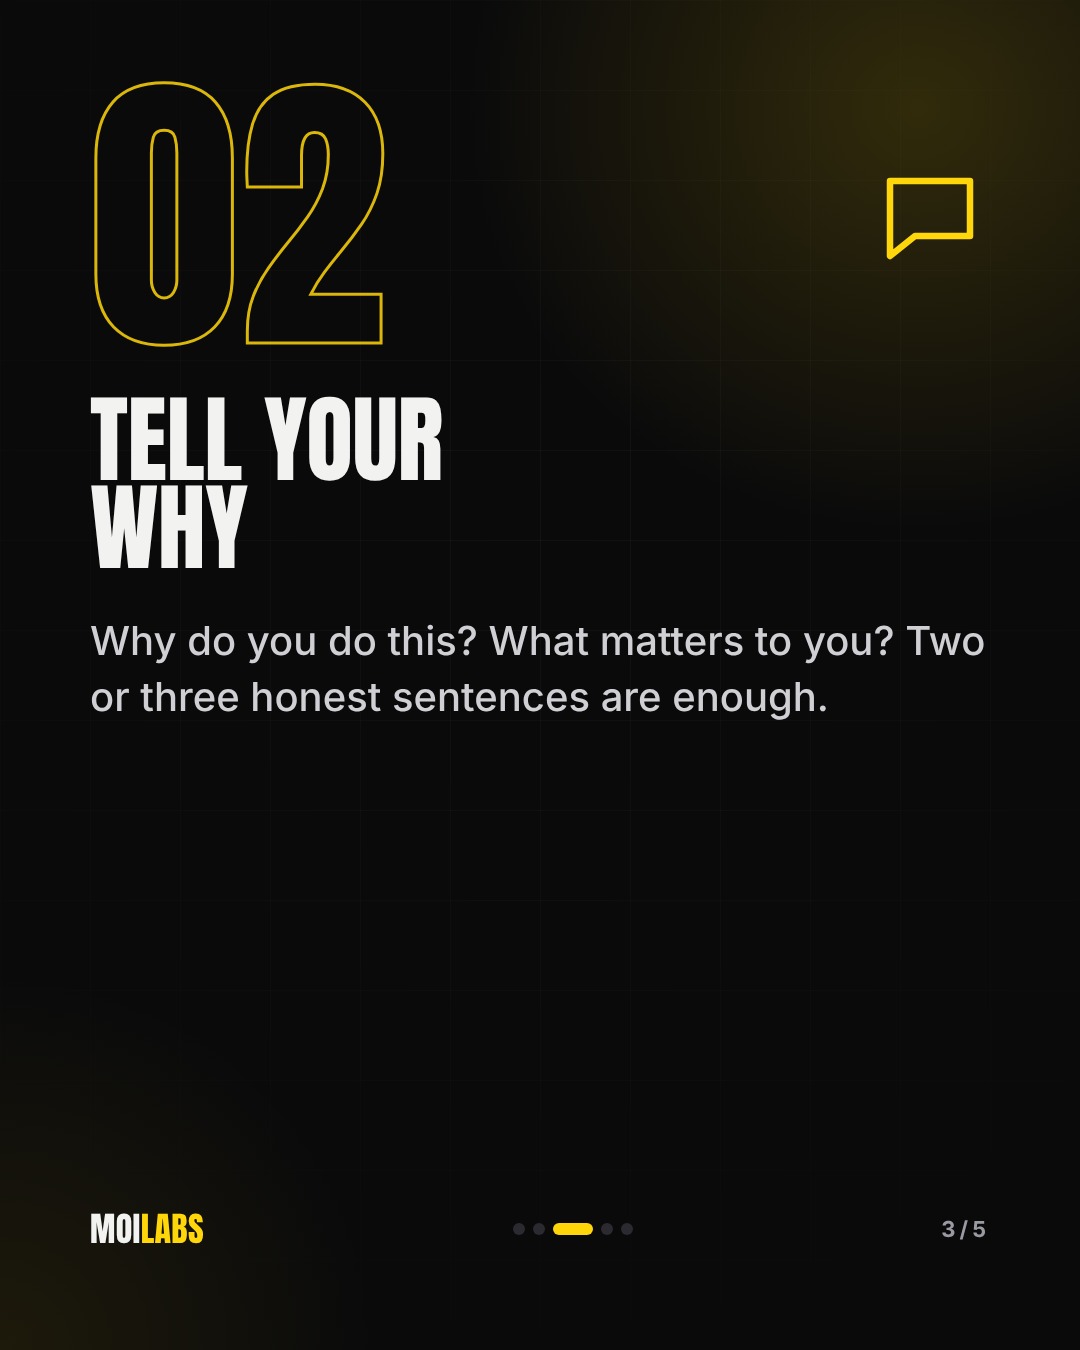 02
TELL YOUR
WHY
Why do you do this? What matters to you? Two
or three honest sentences are enough.
MOILABS
3 / 5